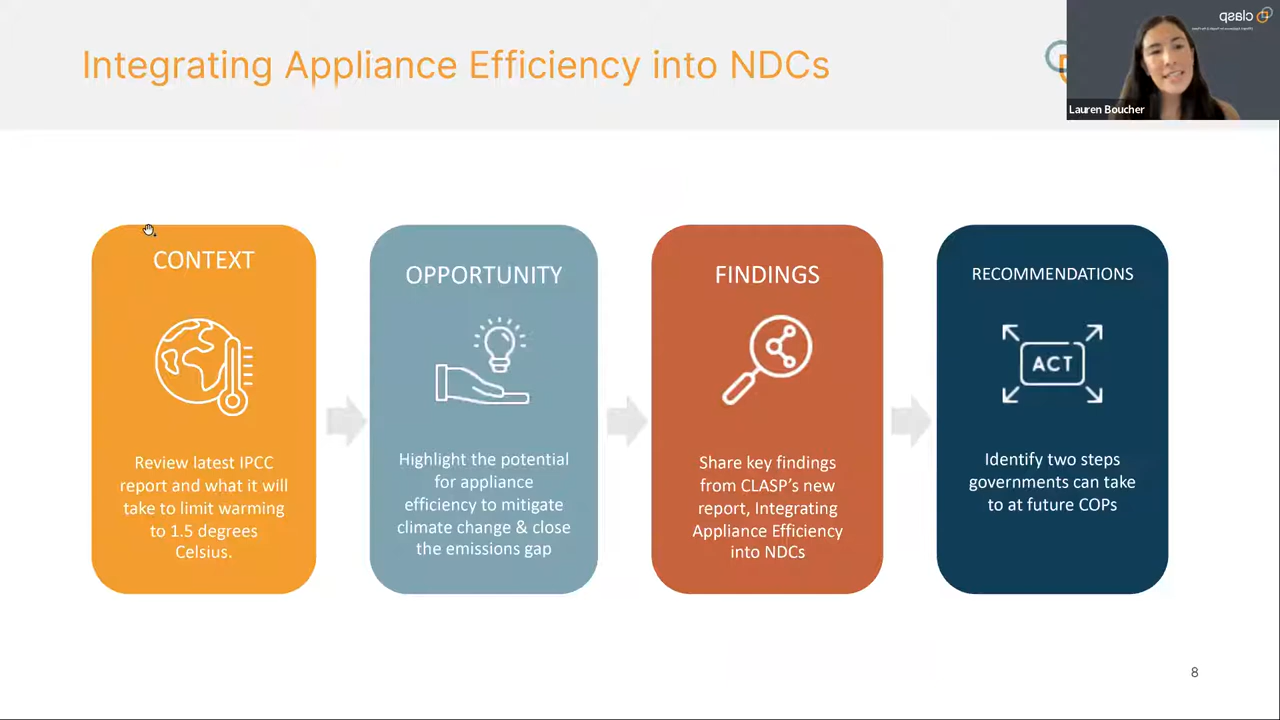 Integrating Appliance Efficiency into NDCs
clasp
Lauren Boucher
CONTEXT
Review latest IPCC
report and what it will
take to limit warming
to 1.5 degrees
Celsius.
OPPORTUNITY
Highlight the potential
for appliance
efficiency to mitigate
climate change & close
the emissions gap
FINDINGS
Share key findings
from CLASP’s new
report, Integrating
Appliance Efficiency
into NDCs
RECOMMENDATIONS
ACT
Identify two steps
governments can take
to at future COPs
8